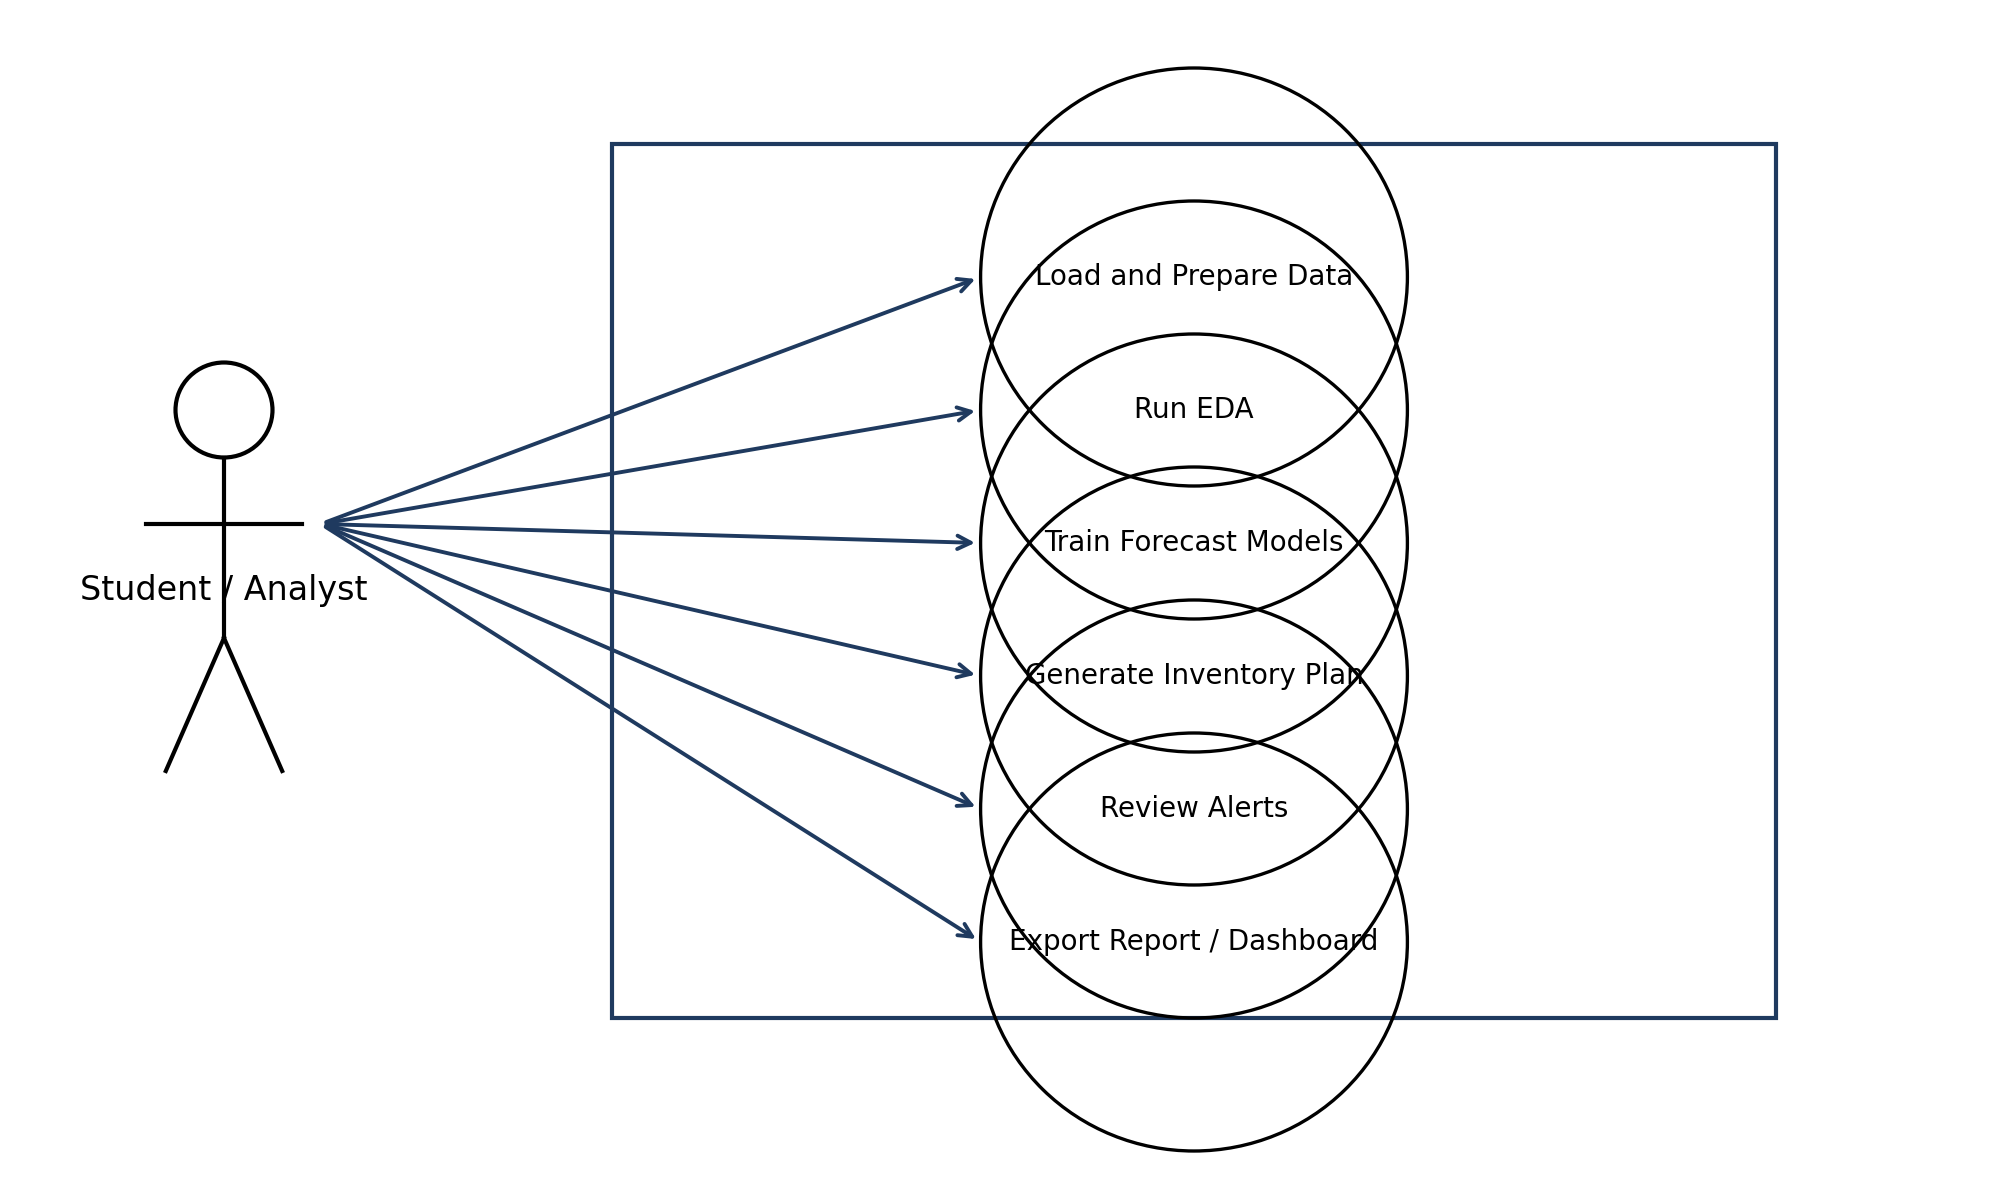 Load and Prepare Data
Run EDA
Train Forecast Models
Student / Analyst
Generate Inventory Plan
Review Alerts
Export Report / Dashboard